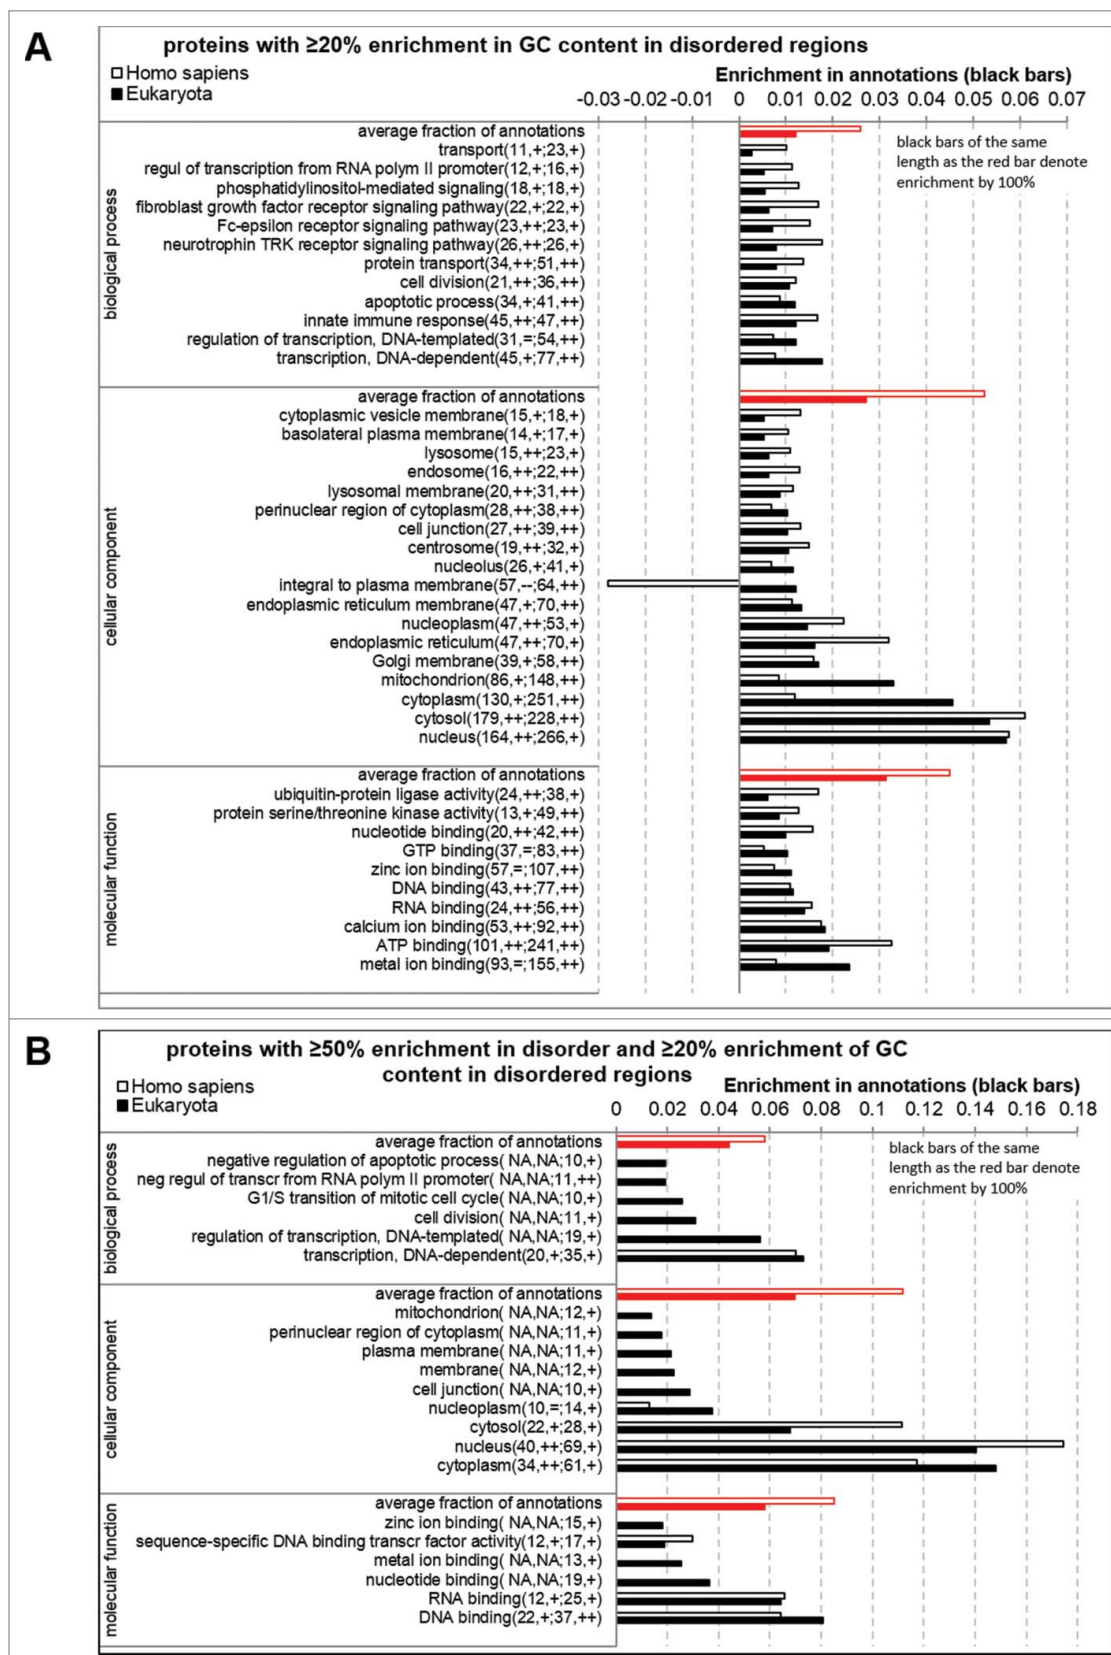 A
proteins with ≥20% enrichment in GC content in disordered regions
Homo sapiens
Eukaryota
Enrichment in annotations (black bars)
-0.03 -0.02 -0.01 0 0.01 0.02 0.03 0.04 0.05 0.06 0.07
black bars of the same
length as the red bar denote
enrichment by 100%
biological process
average fraction of annotations
transport(11,+;23,+)
regul of transcription from RNA polym II promoter(12,+;16,+)
phosphatidylinositol-mediated signaling(18,+;18,+)
fibroblast growth factor receptor signaling pathway(22,+;22,+)
Fc-epsilon receptor signaling pathway(23,++;23,+)
neurotrophin TRK receptor signaling pathway(26,++;26,+)
protein transport(34,++;51,++)
cell division(21,++;36,++)
apoptotic process(34,+;41,++)
innate immune response(45,++;47,++)
regulation of transcription, DNA-templated(31,=;54,++)
transcription, DNA-dependent(45,+;77,++)
cellular component
average fraction of annotations
cytoplasmic vesicle membrane(15,+;18,+)
basolateral plasma membrane(14,+;17,+)
lysosome(15,++;23,+)
endosome(16,++;22,++)
lysosomal membrane(20,++;31,++)
perinuclear region of cytoplasm(28,++;38,++)
cell junction(27,++;39,++)
centrosome(19,++;32,+)
nucleolus(26,+;41,+)
integral to plasma membrane(57,--;64,++)
endoplasmic reticulum membrane(47,+;70,++)
nucleoplasm(47,++;53,+)
endoplasmic reticulum(47,++;70,+)
Golgi membrane(39,+;58,++)
mitochondrion(86,+;148,++)
cytoplasm(130,+;251,++)
cytosol(179,++;228,++)
nucleus(164,++;266,+)
molecular function
average fraction of annotations
ubiquitin-protein ligase activity(24,++;38,+)
protein serine/threonine kinase activity(13,+;49,++)
nucleotide binding(20,++;42,++)
GTP binding(37,=;83,++)
zinc ion binding(57,=;107,++)
DNA binding(43,++;77,++)
RNA binding(24,++;56,++)
calcium ion binding(53,++;92,++)
ATP binding(101,++;241,++)
metal ion binding(93,=;155,++)
B
proteins with ≥50% enrichment in disorder and ≥20% enrichment of GC
content in disordered regions
Homo sapiens
Eukaryota
Enrichment in annotations (black bars)
0 0.02 0.04 0.06 0.08 0.1 0.12 0.14 0.16 0.18
black bars of the same
length as the red bar denote
enrichment by 100%
biological process
average fraction of annotations
negative regulation of apoptotic process( NA,NA;10,+)
neg regul of transcr from RNA polym II promoter( NA,NA;11,++)
G1/S transition of mitotic cell cycle( NA,NA;10,+)
cell division( NA,NA;11,+)
regulation of transcription, DNA-templated( NA,NA;19,+)
transcription, DNA-dependent(20,+;35,+)
cellular component
average fraction of annotations
mitochondrion( NA,NA;12,+)
perinuclear region of cytoplasm( NA,NA;11,+)
plasma membrane( NA,NA;11,+)
membrane( NA,NA;12,+)
cell junction( NA,NA;10,+)
nucleoplasm(10,=;14,+)
cytosol(22,+;28,+)
nucleus(40,++;69,+)
cytoplasm(34,++;61,+)
molecular function
average fraction of annotations
zinc ion binding( NA,NA;15,+)
sequence-specific DNA binding transcr factor activity(12,+;17,+)
metal ion binding( NA,NA;13,+)
nucleotide binding( NA,NA;19,+)
RNA binding(12,+;25,+)
DNA binding(22,+;37,++)